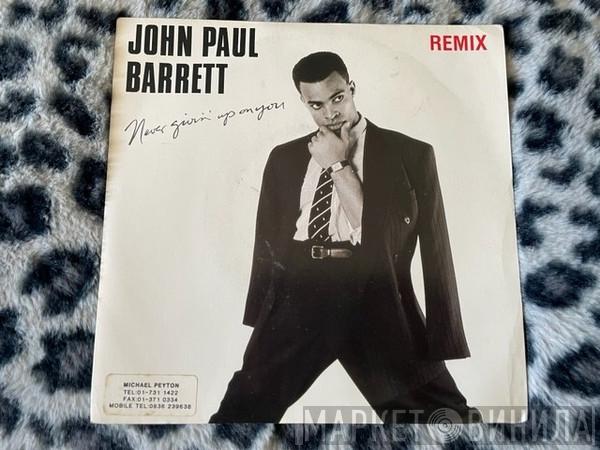 JOHN PAUL
BARRETT
REMIX
Never givin' up on you
MICHAEL PEYTON
TEL:01-731 1422
FAX:01-371 0334
MOBILE TEL:0836 239638
МАРКЕТ ВИНИЛА